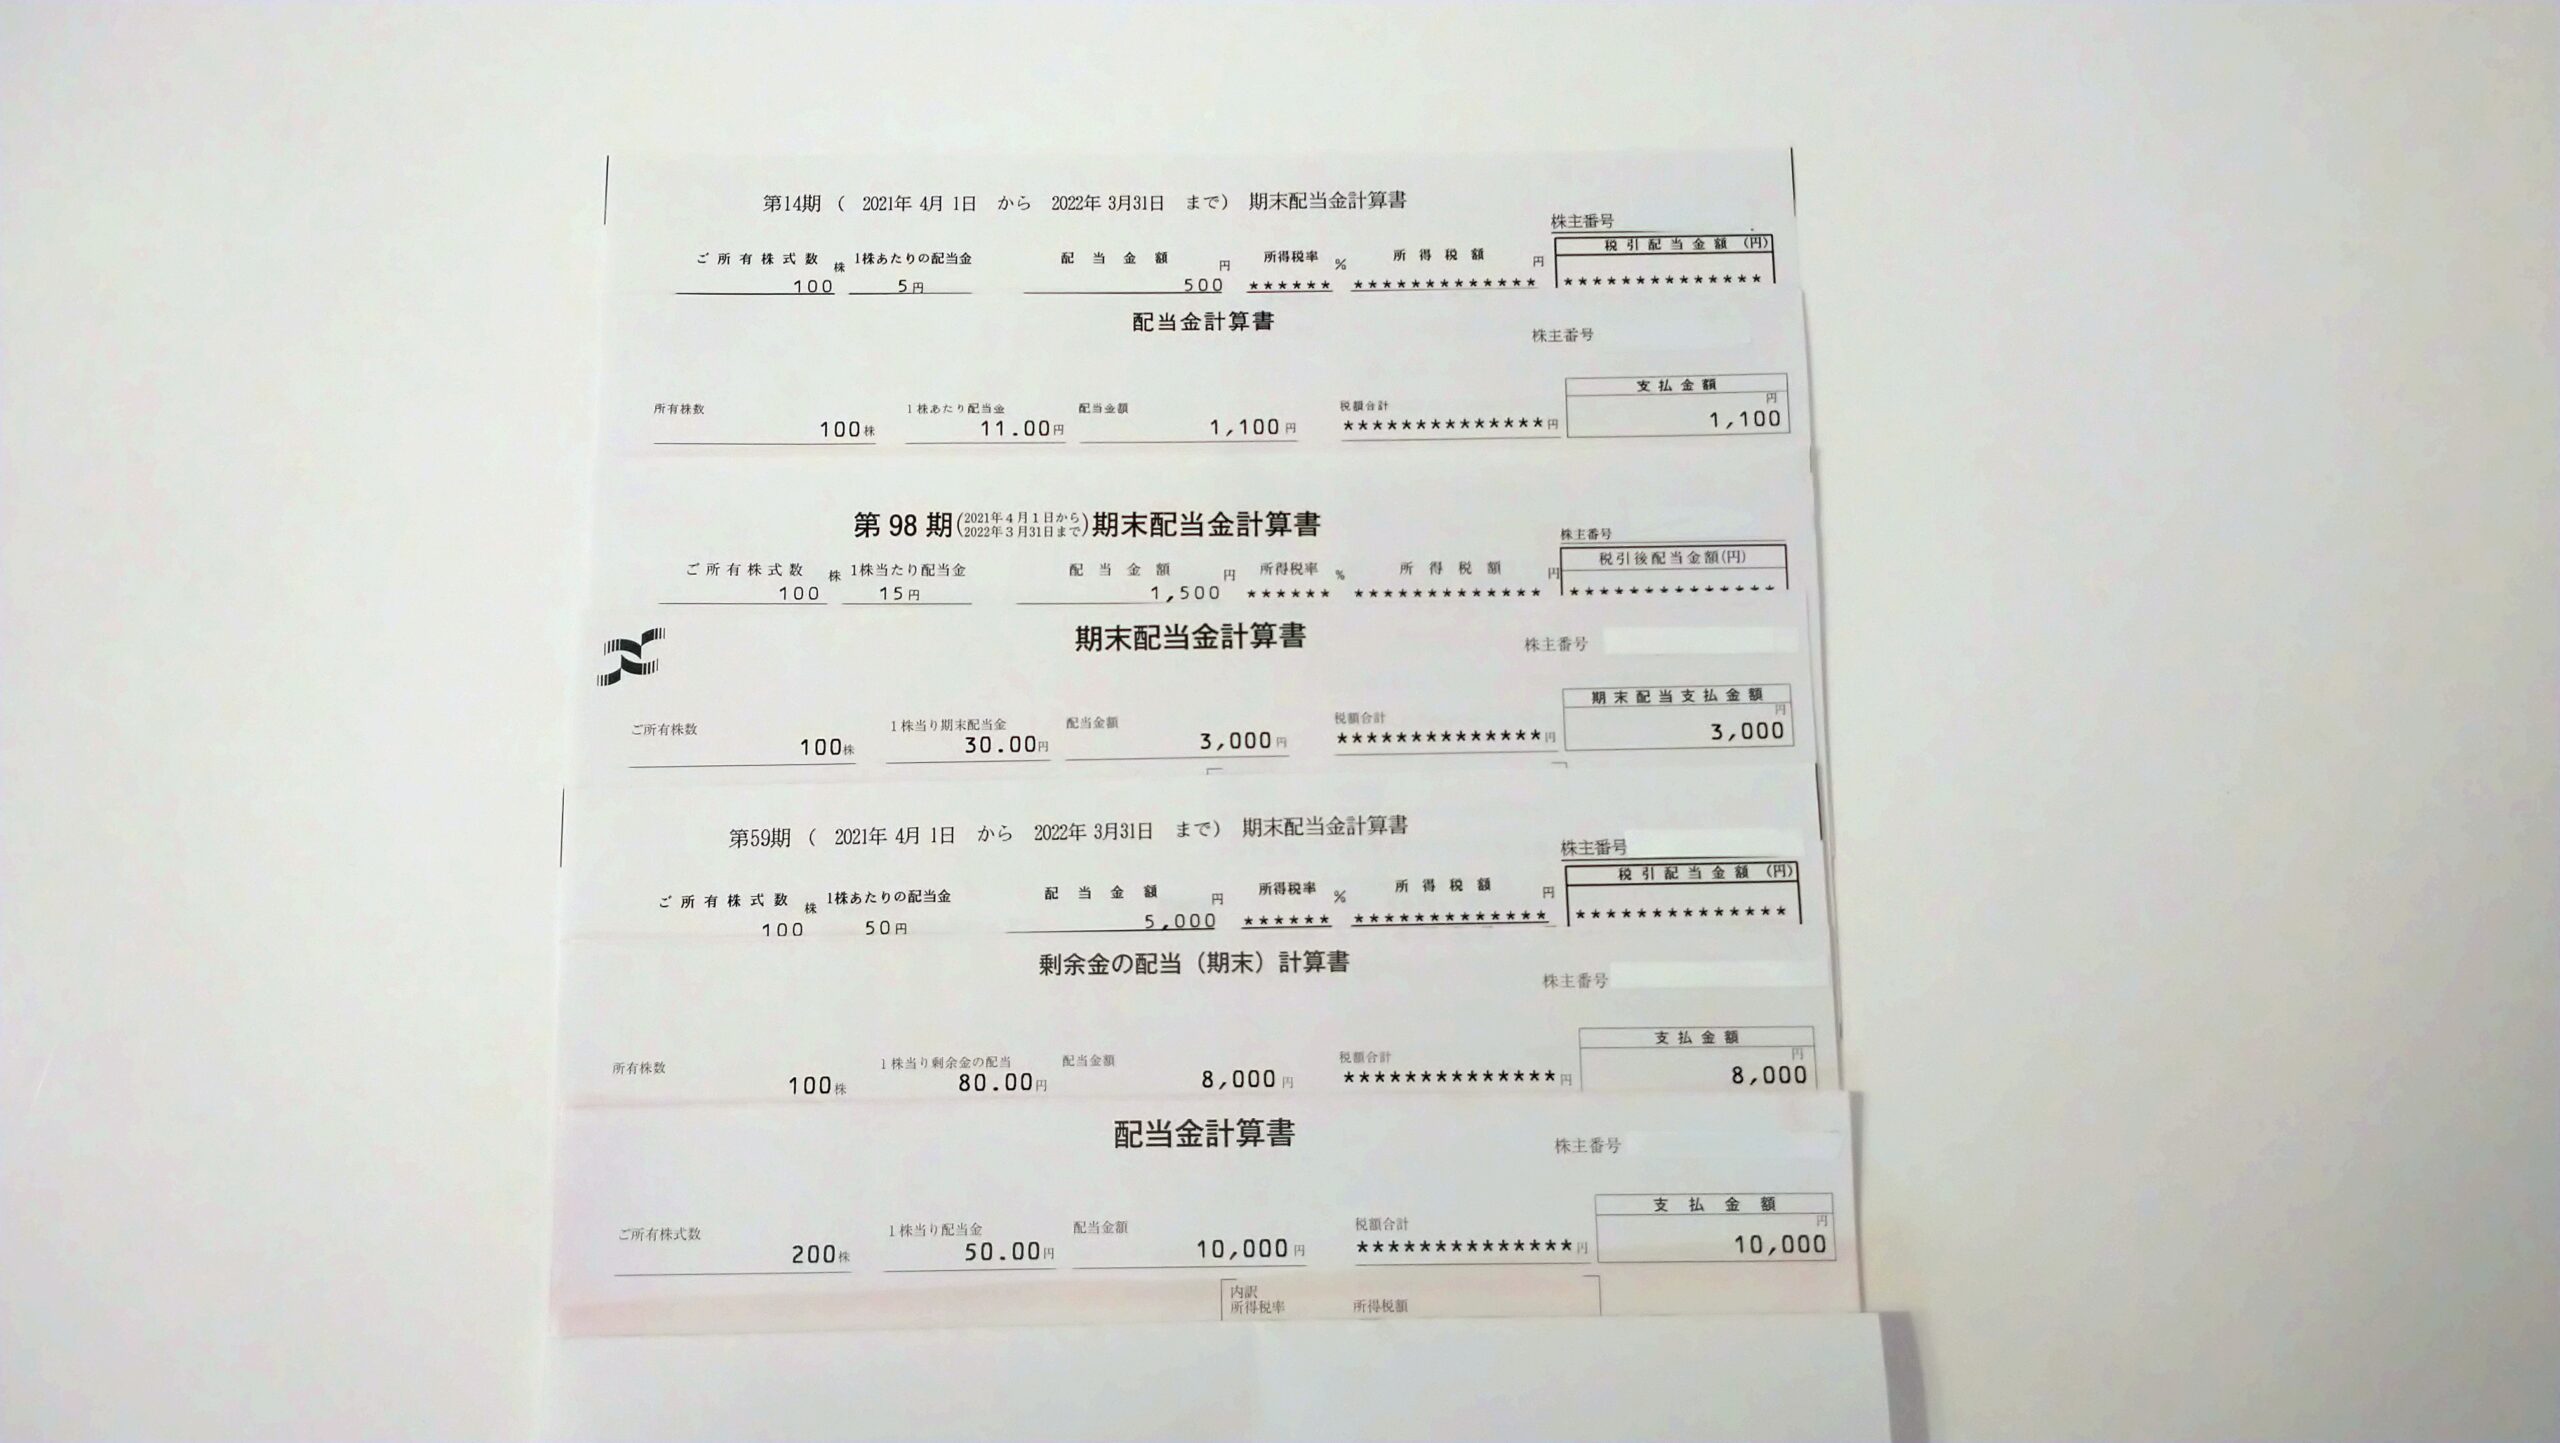 第14期 ( 2021年 4月 1日 から 2022年 3月31日 まで) 期末配当金計算書
株主番号
ご所有株式数 株 1株あたりの配当金 配当金額 円 所得税率 % 所得税額 円 税引配当金額 (円)
100 5円 500 ****** ************* **************
配当金計算書
株主番号
所有株数 1株あたり配当金 配当金額 税額合計 支払金額
円
100株 11.00円 1,100円 **************円 1,100
第98期(2021年4月1日から 2022年3月31日まで)期末配当金計算書
株主番号
ご所有株式数 株 1株当たり配当金 配当金額 円 所得税率 % 所得税額 円 税引後配当金額(円)
100 15円 1,500 ****** ************* **************
期末配当金計算書
株主番号
ご所有株数 1株当り期末配当金 配当金額 税額合計 期末配当支払金額
円
100株 30.00円 3,000円 **************円 3,000
第59期 ( 2021年 4月 1日 から 2022年 3月31日 まで) 期末配当金計算書
株主番号
ご所有株式数 株 1株あたりの配当金 配当金額 円 所得税率 % 所得税額 円 税引配当金額 (円)
100 50円 5,000 ****** ************* **************
剰余金の配当（期末）計算書
株主番号
所有株数 1株当り剰余金の配当 配当金額 税額合計 支払金額
円
100株 80.00円 8,000円 **************円 8,000
配当金計算書
株主番号
ご所有株式数 1株当り配当金 配当金額 税額合計 支払金額
円
200株 50.00円 10,000円 **************円 10,000
内訳
所得税率 所得税額